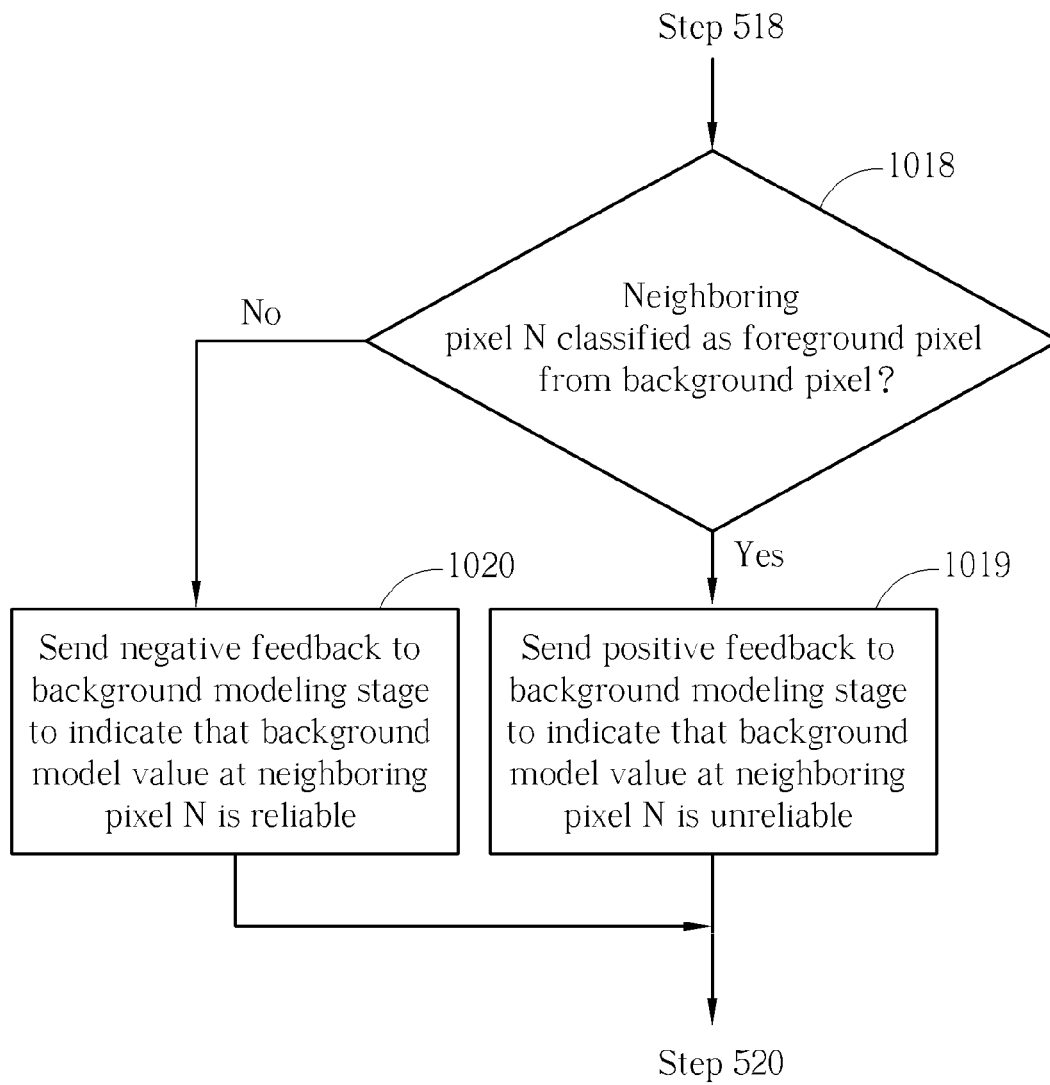 Step 518
1018
Neighboring
pixel N classified as foreground pixel
from background pixel?
No
Yes
1020
Send negative feedback to
background modeling stage
to indicate that background
model value at neighboring
pixel N is reliable
1019
Send positive feedback to
background modeling stage
to indicate that background
model value at neighboring
pixel N is unreliable
Step 520